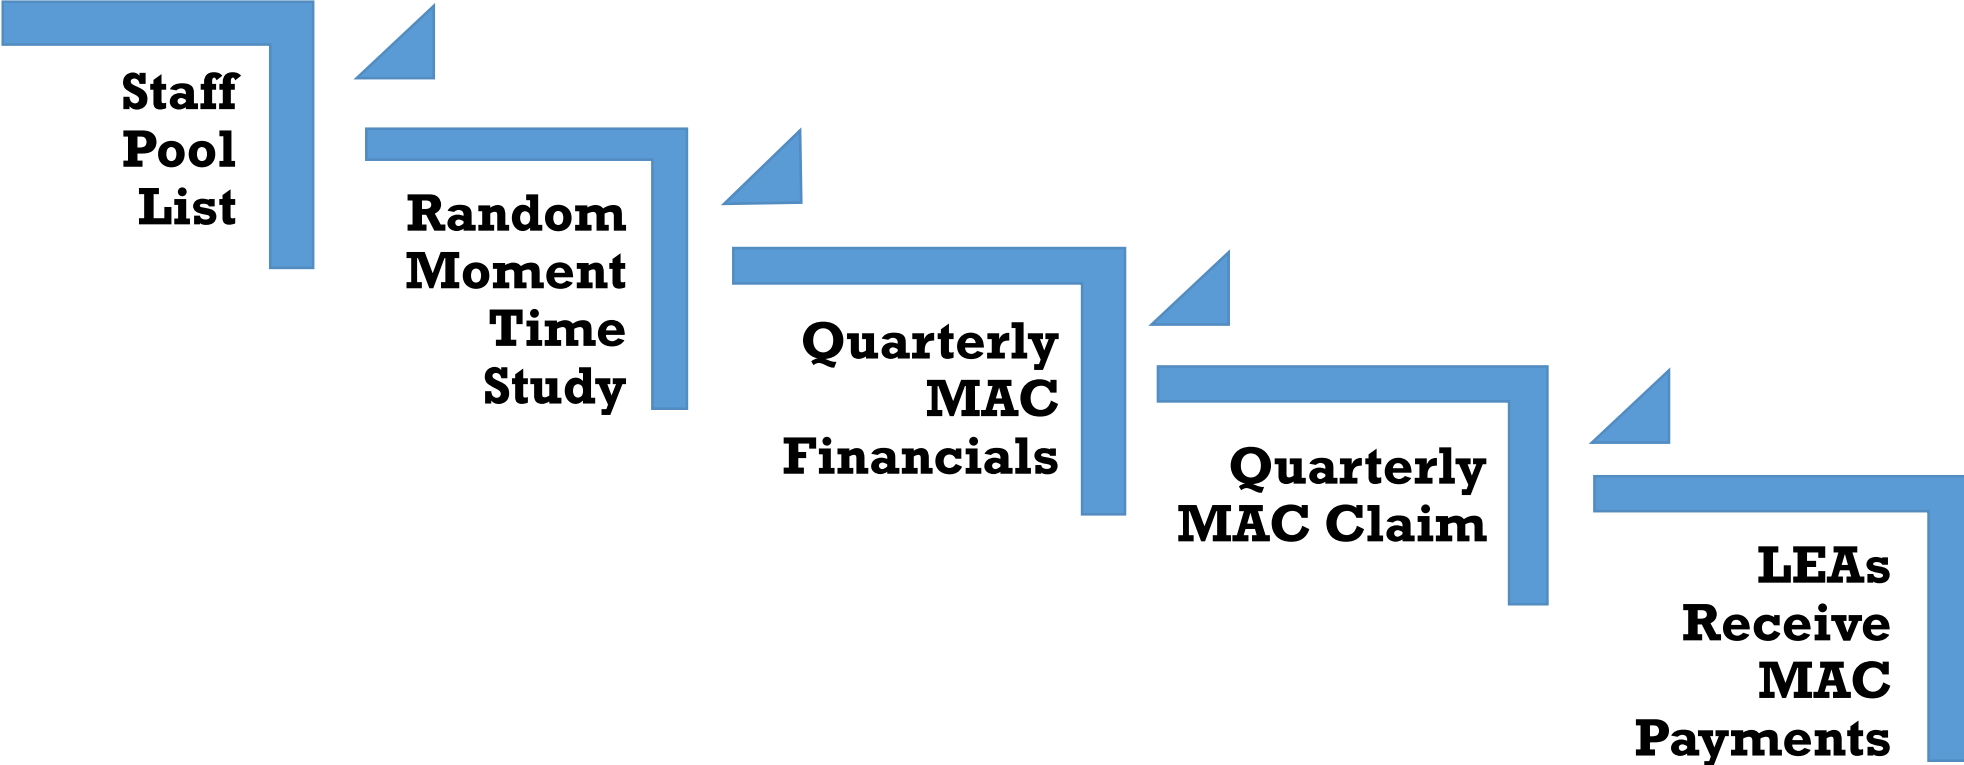 Staff
Pool
List
Random
Moment
Time
Study
Quarterly
MAC
Financials
Quarterly
MAC Claim
LEAs
Receive
MAC
Payments